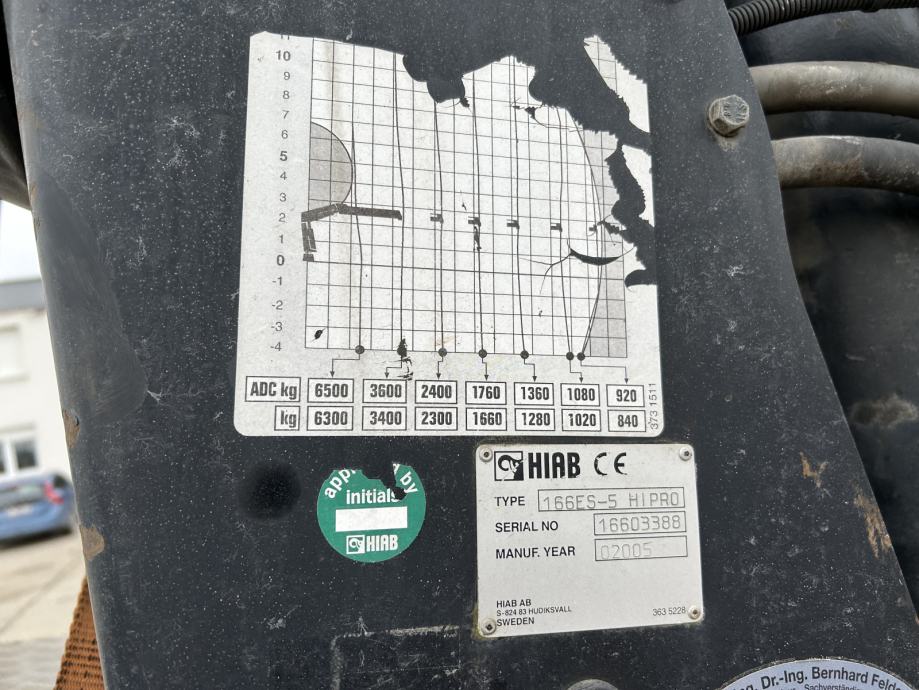 10
9
8
7
6
5
4
3
2
1
0
-1
-2
-3
-4
ADC kg 6500 3600 2400 1760 1360 1080 920
kg 6300 3400 2300 1660 1280 1020 840
373 1511
by
initials
HIAB
HIAB CE
TYPE 166ES-5 HIPRO
SERIAL NO 16603388
MANUF. YEAR 02005
HIAB AB
S-824 83 HUDIKSVALL
SWEDEN
363 5228
Dr.-Ing. Bernhard